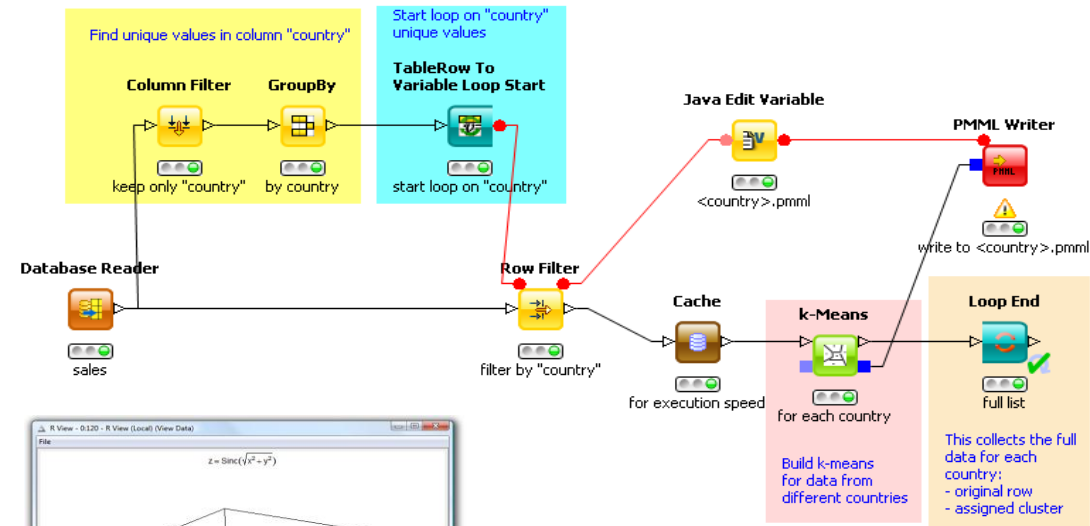 Find unique values in column "country"
Start loop on "country"
unique values
Column Filter
keep only "country"
GroupBy
by country
TableRow To
Variable Loop Start
start loop on "country"
Java Edit Variable
<country>.pmml
PMML Writer
PMML
write to <country>.pmml
Database Reader
sales
Row Filter
filter by "country"
Cache
for execution speed
k-Means
for each country
Build k-means
for data from
different countries
Loop End
full list
This collects the full
data for each
country:
- original row
- assigned cluster
R View - 0:120 - R View (Local) (View Data)
File
z = Sinc(√x² + y²)